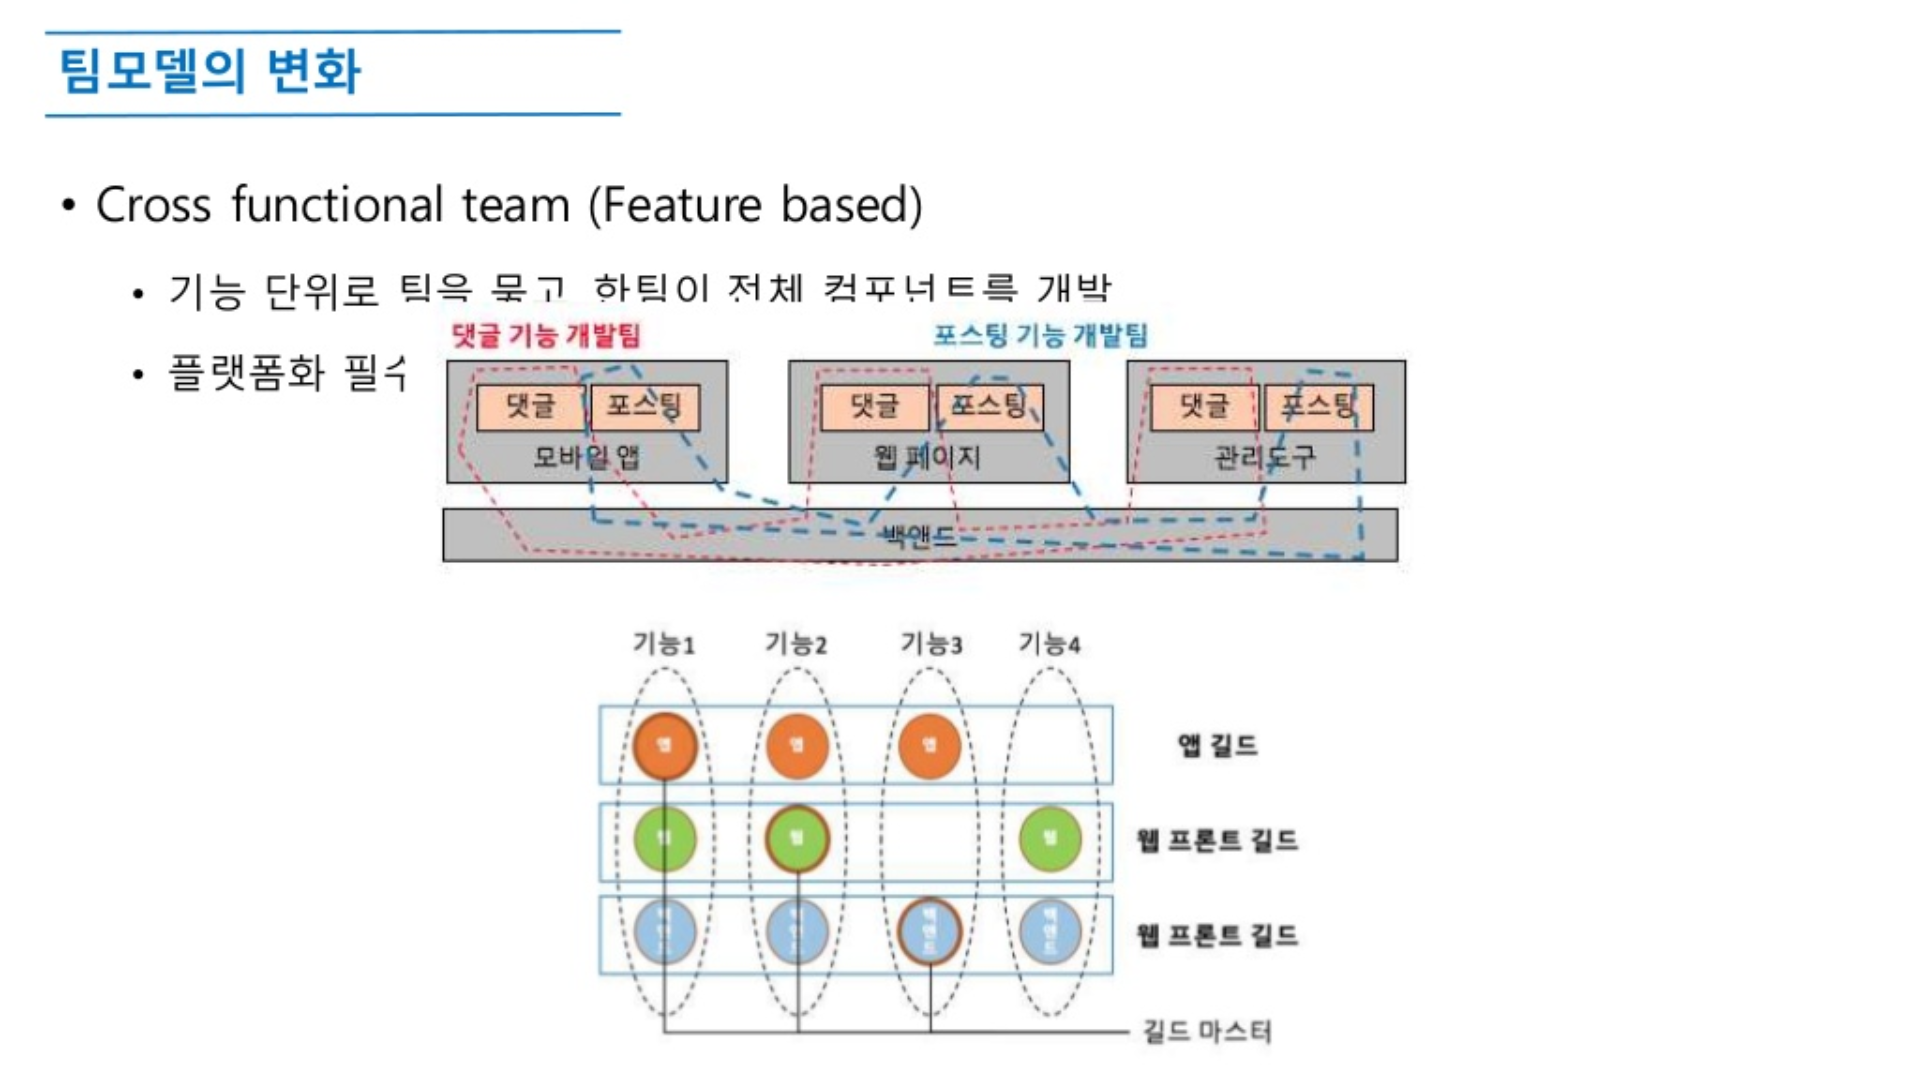 팀모델의 변화
• Cross functional team (Feature based)
• 기능 단위로 팀을 묶고 한팀이 전체 컴포넌트를 개발
• 플랫폼화 필수
댓글 기능 개발팀 포스팅 기능 개발팀
댓글 포스팅 댓글 포스팅 댓글 포스팅
모바일 앱 웹 페이지 관리도구
백앤드
기능1 기능2 기능3 기능4
앱 앱 앱 앱 길드
웹 웹 웹 웹 프론트 길드
백앤드 백앤드 백앤드 백앤드 웹 프론트 길드
길드 마스터